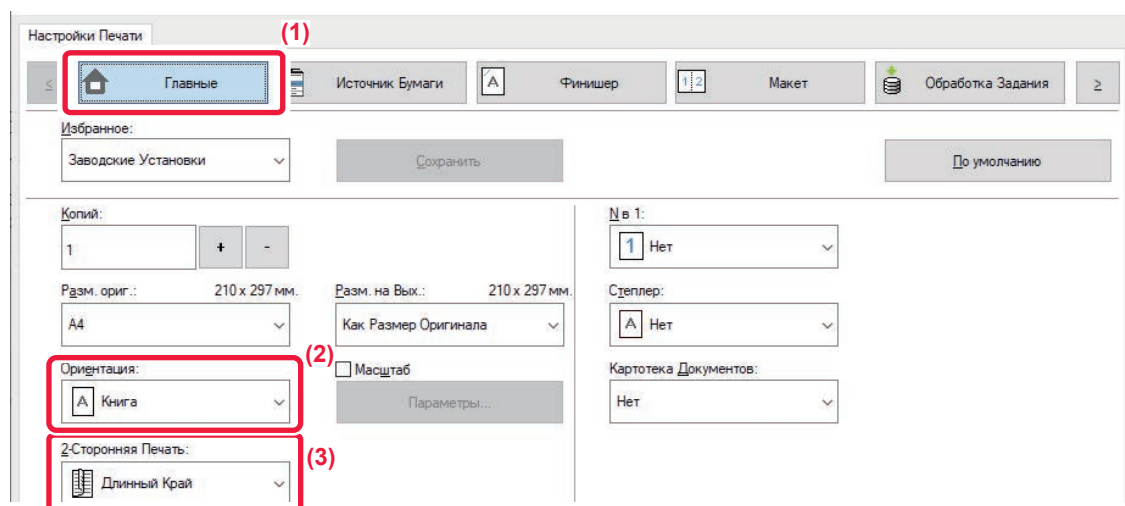 Настройки Печати
(1)
<
Главные
Источник Бумаги
A
Финишер
1 2
Макет
Обработка Задания
>
Избранное:
Заводские Установки
Сохранить
По умолчанию
Копий:
1
+
-
Разм. ориг.: 210 x 297 мм.
A4
Разм. на Вых.: 210 x 297 мм.
Как Размер Оригинала
(2)
Ориентация:
A Книга
Масштаб
Параметры...
(3)
2-Сторонняя Печать:
Длинный Край
N в 1:
1 Нет
Степлер:
A Нет
Картотека Документов:
Нет